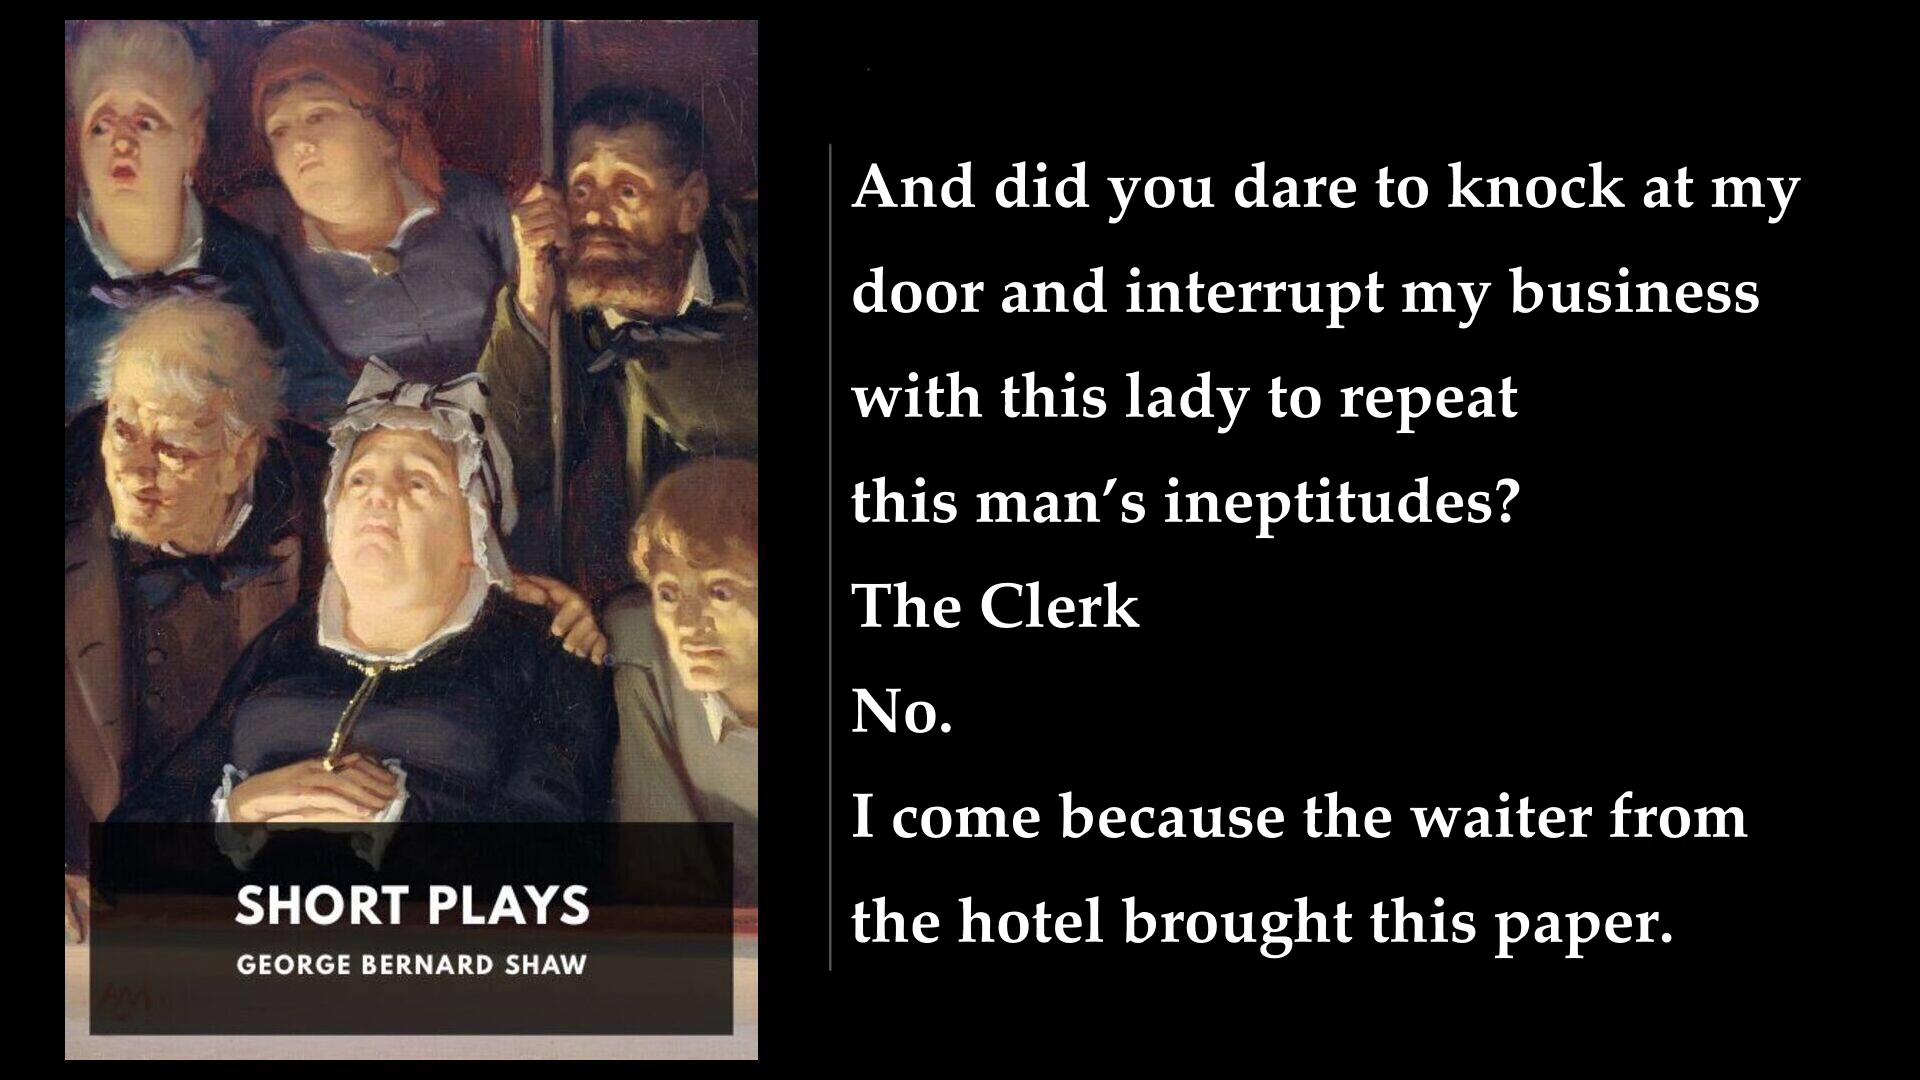 And did you dare to knock at my
door and interrupt my business
with this lady to repeat
this man’s ineptitudes?
The Clerk
No.
I come because the waiter from
the hotel brought this paper.
SHORT PLAYS
GEORGE BERNARD SHAW